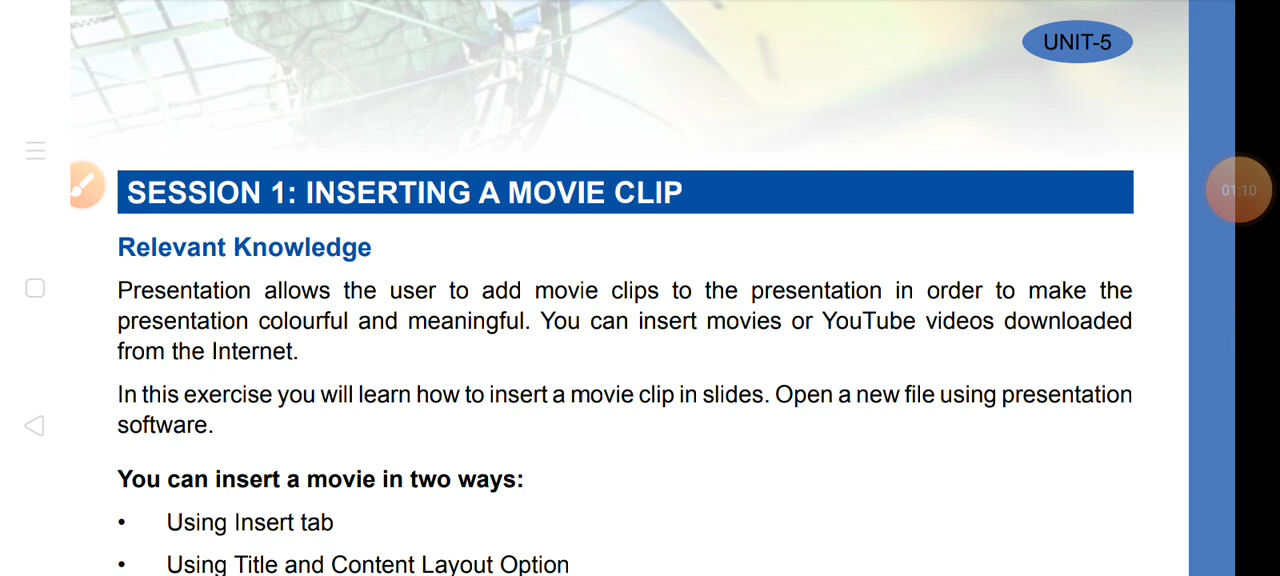 UNIT-5
SESSION 1: INSERTING A MOVIE CLIP
01:10
Relevant Knowledge
Presentation allows the user to add movie clips to the presentation in order to make the
presentation colourful and meaningful. You can insert movies or YouTube videos downloaded
from the Internet.
In this exercise you will learn how to insert a movie clip in slides. Open a new file using presentation
software.
You can insert a movie in two ways:
• Using Insert tab
• Using Title and Content Layout Option